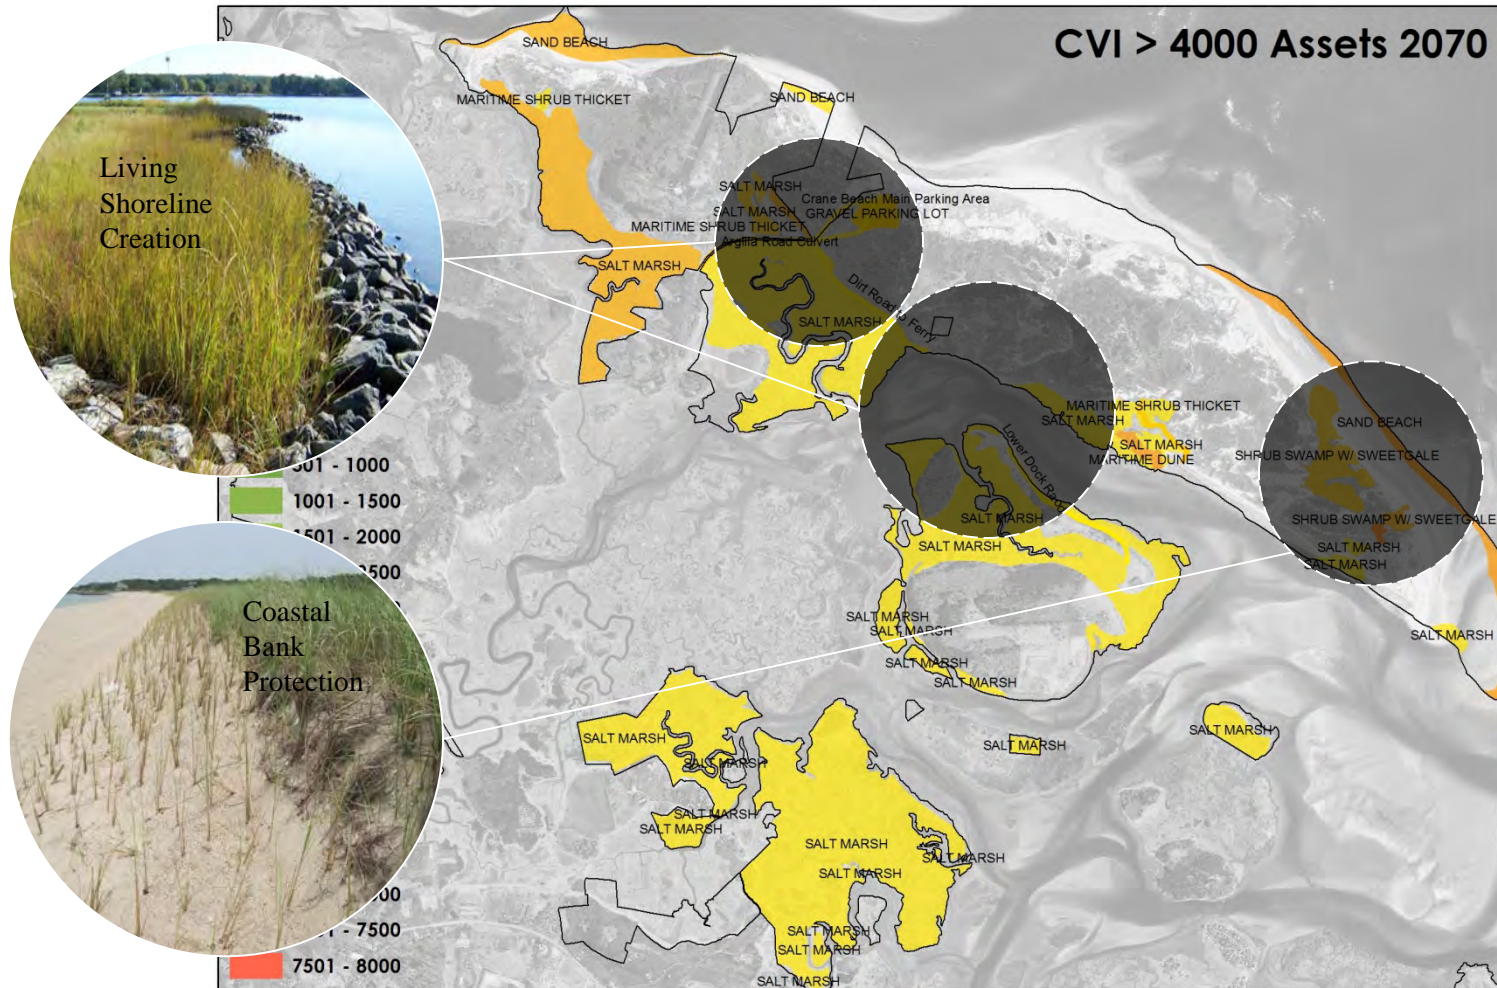 CVI > 4000 Assets 2070
SAND BEACH
MARITIME SHRUB THICKET
SAND BEACH
Living
Shoreline
Creation
SALT MARSH
Crane Beach Main Parking Area
SALT MARSH
GRAVEL PARKING LOT
MARITIME SHRUB THICKET
Argilla Road Culvert
SALT MARSH
Dirt Road to Ferry
SALT MARSH
MARITIME SHRUB THICKET
SALT MARSH
SAND BEACH
Lower Dock Road
SALT MARSH
MARITIME DUNE
SHRUB SWAMP W/ SWEETGALE
501 - 1000
1001 - 1500
SALT MARSH
SHRUB SWAMP W/ SWEETGALE
1501 - 2000
SALT MARSH
SALT MARSH
SALT MARSH
Coastal
Bank
Protection
SALT MARSH
SALT MARSH
SALT MARSH
SALT MARSH
SALT MARSH
SALT MARSH
SALT MARSH
SALT MARSH
SALT MARSH
SALT MARSH
SALT MARSH
SALT MARSH
SALT MARSH
SALT MARSH
7500
SALT MARSH
SALT MARSH
7501 - 8000
SALT MARSH